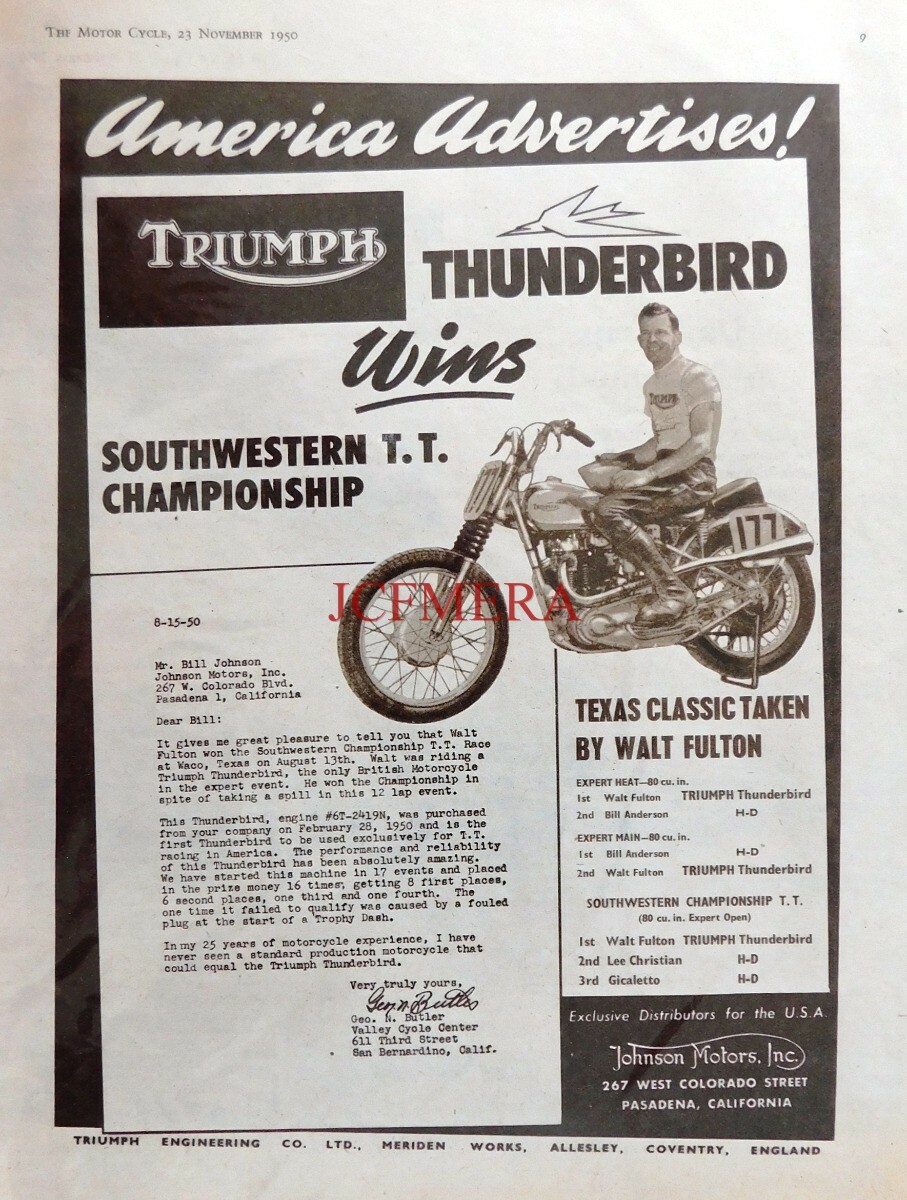 THE MOTOR CYCLE, 23 NOVEMBER 1950
9
America Advertises!
TRIUMPH
THUNDERBIRD
Wins
SOUTHWESTERN T.T.
CHAMPIONSHIP
TRIUMPH
TRIUMPH
177
JCFMERA
8-15-50
Mr. Bill Johnson
Johnson Motors, Inc.
267 W. Colorado Blvd.
Pasadena 1, California
Dear Bill:
It gives me great pleasure to tell you that Walt
Fulton won the Southwestern Championship T.T. Race
at Waco, Texas on August 13th. Walt was riding a
Triumph Thunderbird, the only British Motorcycle
in the expert event. He won the Championship in
spite of taking a spill in this 12 lap event.
This Thunderbird, engine #6T-2419N, was purchased
from your company on February 28, 1950 and is the
first Thunderbird to be used exclusively for T.T.
racing in America. The performance and reliability
of this Thunderbird has been absolutely amazing.
We have started this machine in 17 events and placed
in the prize money 16 times, getting 8 first places,
6 second places, one third and one fourth. The
one time it failed to qualify was caused by a fouled
plug at the start of a Trophy Dash.
In my 25 years of motorcycle experience, I have
never seen a standard production motorcycle that
could equal the Triumph Thunderbird.
Very truly yours,
Geo. N. Butler
Geo. N. Butler
Valley Cycle Center
611 Third Street
San Bernardino, Calif.
TEXAS CLASSIC TAKEN
BY WALT FULTON
EXPERT HEAT—80 cu. in.
1st Walt Fulton TRIUMPH Thunderbird
2nd Bill Anderson H-D
EXPERT MAIN—80 cu. in.
1st Bill Anderson H-D
2nd Walt Fulton TRIUMPH Thunderbird
SOUTHWESTERN CHAMPIONSHIP T.T.
(80 cu. in. Expert Open)
1st Walt Fulton TRIUMPH Thunderbird
2nd Lee Christian H-D
3rd Gicaletto H-D
Exclusive Distributors for the U.S.A.
Johnson Motors, Inc.
267 WEST COLORADO STREET
PASADENA, CALIFORNIA
TRIUMPH ENGINEERING CO. LTD., MERIDEN WORKS, ALLESLEY, COVENTRY, ENGLAND